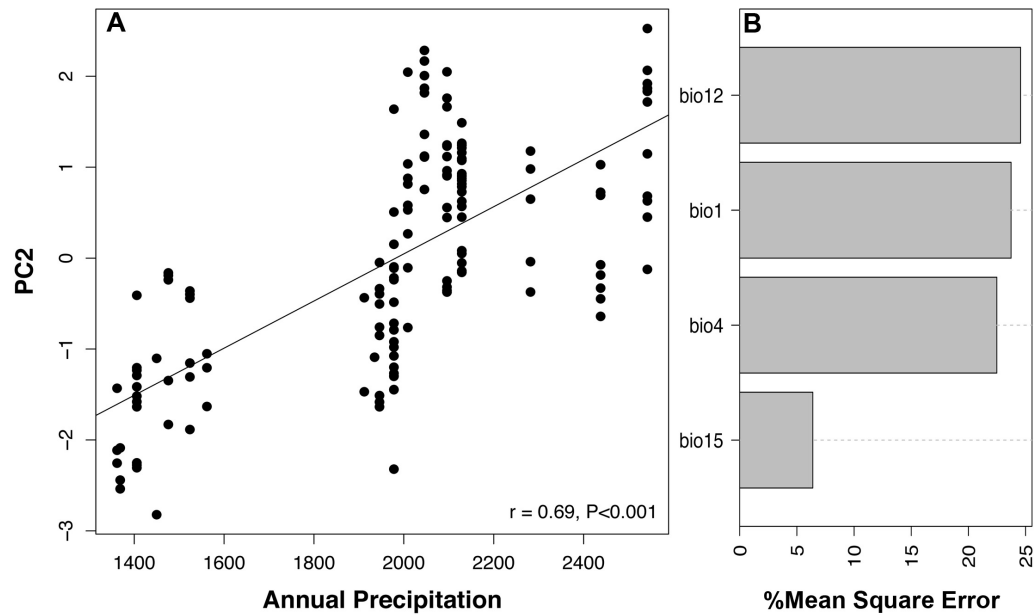 A
2
1
0
−1
−2
−3
PC2
r = 0.69, P<0.001
1400 1600 1800 2000 2200 2400
Annual Precipitation
B
bio12
bio1
bio4
bio15
0 5 10 15 20 25
%Mean Square Error